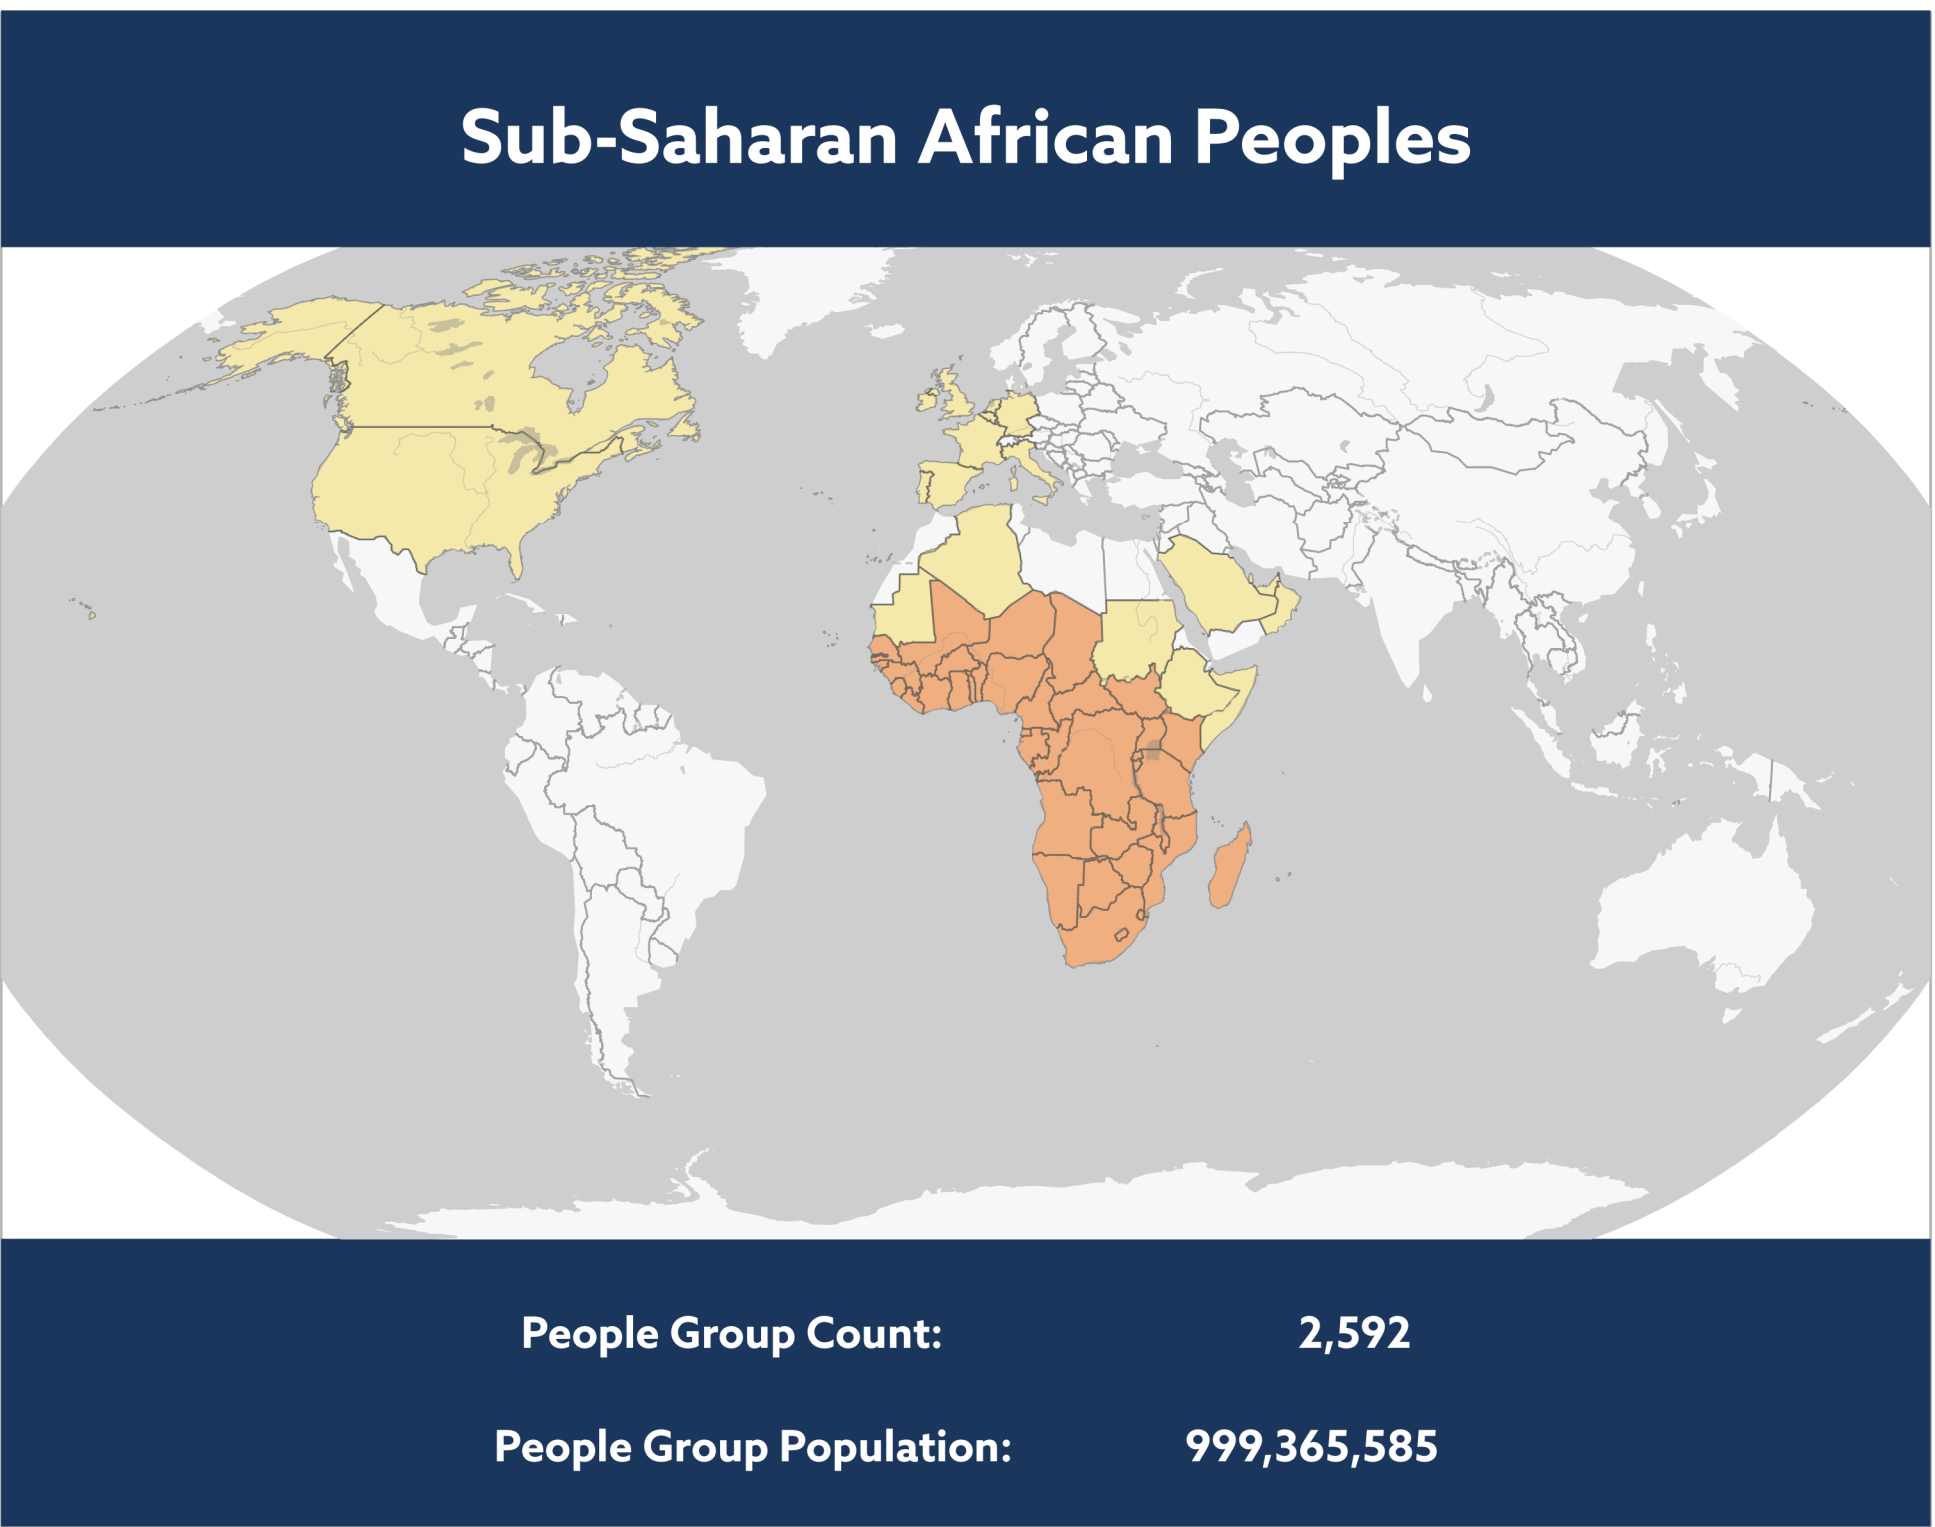 Sub-Saharan African Peoples
People Group Count: 2,592
People Group Population: 999,365,585